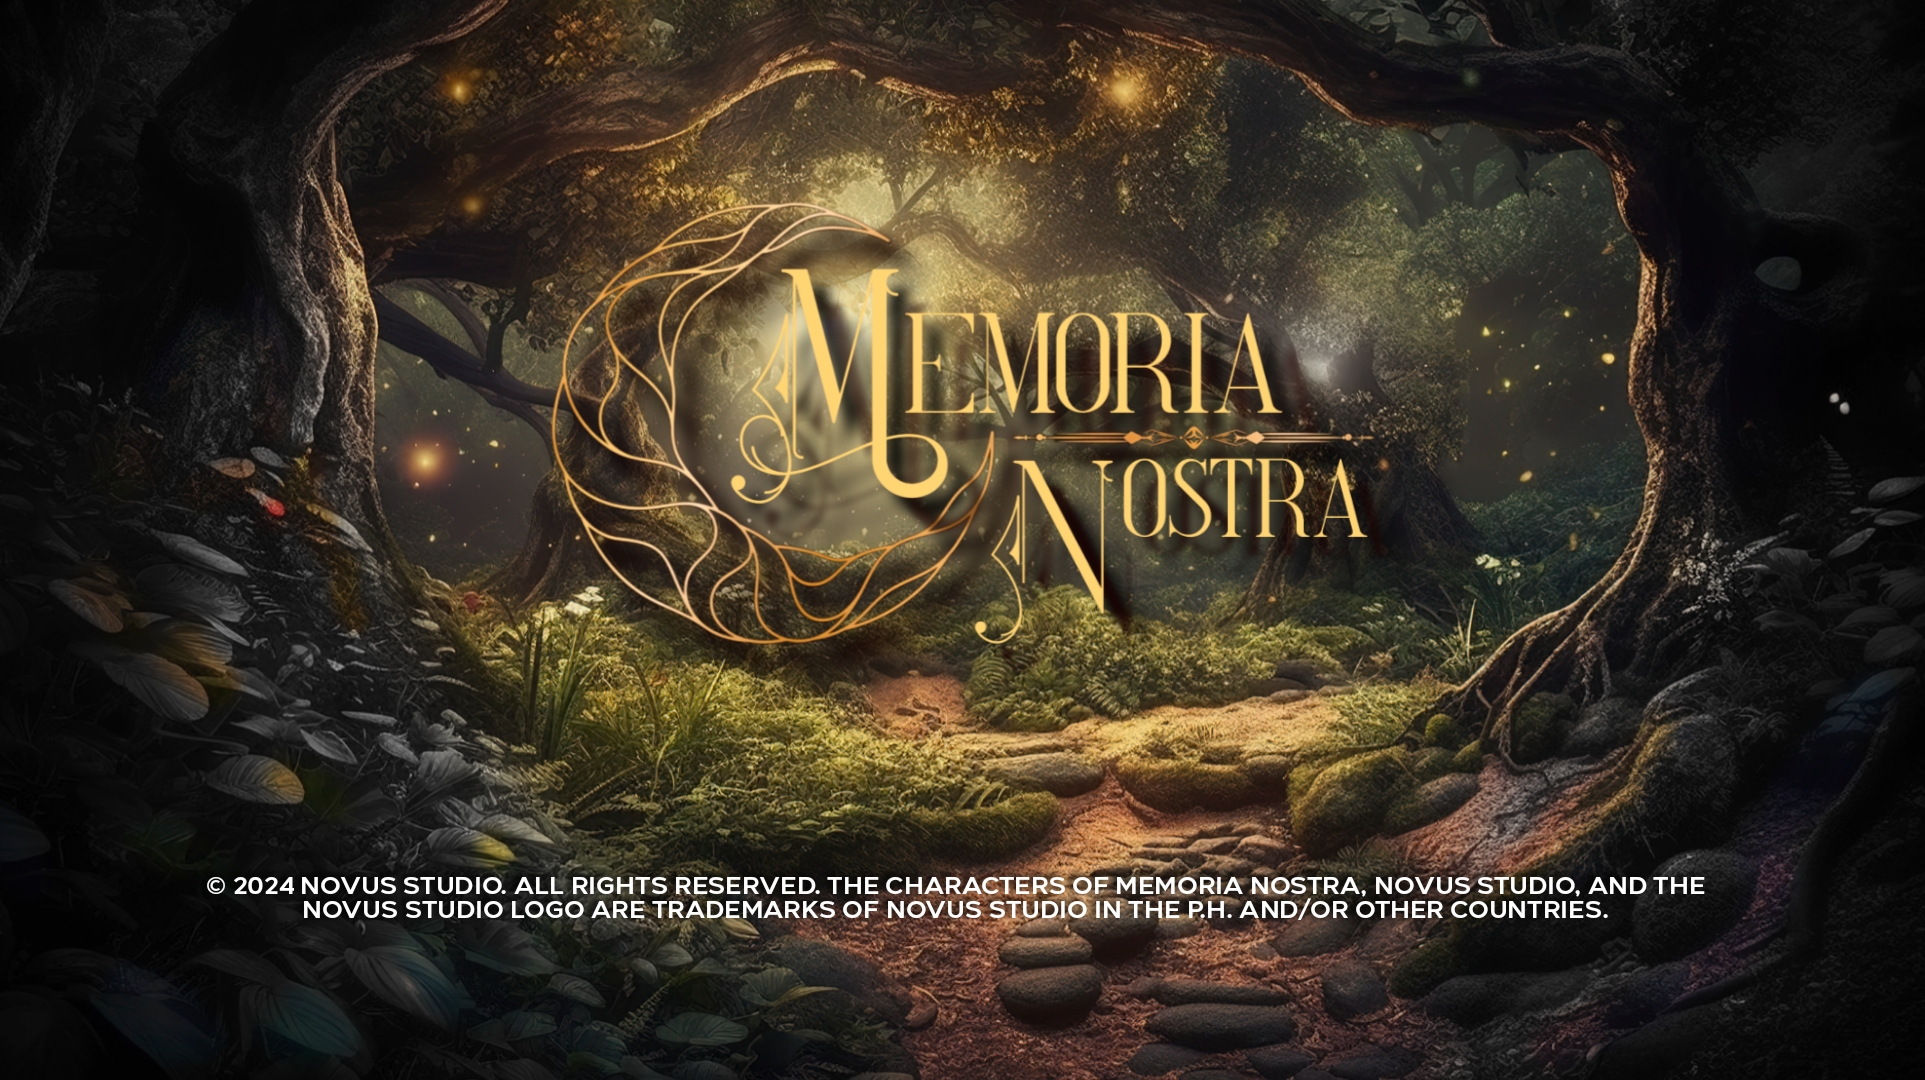 MEMORIA
NOSTRA
© 2024 NOVUS STUDIO. ALL RIGHTS RESERVED. THE CHARACTERS OF MEMORIA NOSTRA, NOVUS STUDIO, AND THE
NOVUS STUDIO LOGO ARE TRADEMARKS OF NOVUS STUDIO IN THE P.H. AND/OR OTHER COUNTRIES.